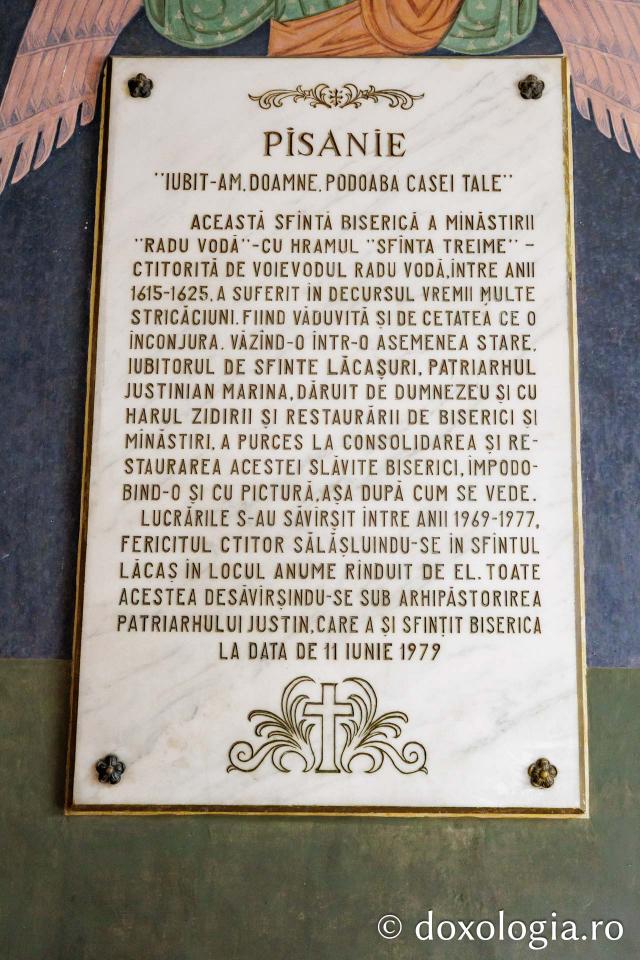 PISANIE
"IUBIT-AM, DOAMNE, PODOABA CASEI TALE"
ACEASTĂ SFÎNTĂ BISERICĂ A MÎNĂSTIRII
"RADU VODĂ"-CU HRAMUL "SFÎNTA TREIME" -
CTITORITĂ DE VOIEVODUL RADU VODĂ, ÎNTRE ANII
1615-1625, A SUFERIT ÎN DECURSUL VREMII MULTE
STRICĂCIUNI, FIIND VĂDUVITĂ ȘI DE CETATEA CE O
ÎNCONJURA. VĂZÎND-O ÎNTR-O ASEMENEA STARE,
IUBITORUL DE SFINTE LĂCAȘURI, PATRIARHUL
JUSTINIAN MARINA, DĂRUIT DE DUMNEZEU ȘI CU
HARUL ZIDIRII ȘI RESTAURĂRII DE BISERICI ȘI
MÎNĂSTIRI, A PURCES LA CONSOLIDAREA ȘI RE-
STAURAREA ACESTEI SLĂVITE BISERICI, ÎMPODO-
BIND-O ȘI CU PICTURĂ, AȘA DUPĂ CUM SE VEDE.
LUCRĂRILE S-AU SĂVÎRȘIT ÎNTRE ANII 1969-1977,
FERICITUL CTITOR SĂLĂȘLUINDU-SE ÎN SFÎNTUL
LĂCAȘ ÎN LOCUL ANUME RÎNDUIT DE EL. TOATE
ACESTEA DESĂVÎRȘINDU-SE SUB ARHIPĂSTORIREA
PATRIARHULUI JUSTIN, CARE A ȘI SFINȚIT BISERICA
LA DATA DE 11 IUNIE 1979
© doxologia.ro